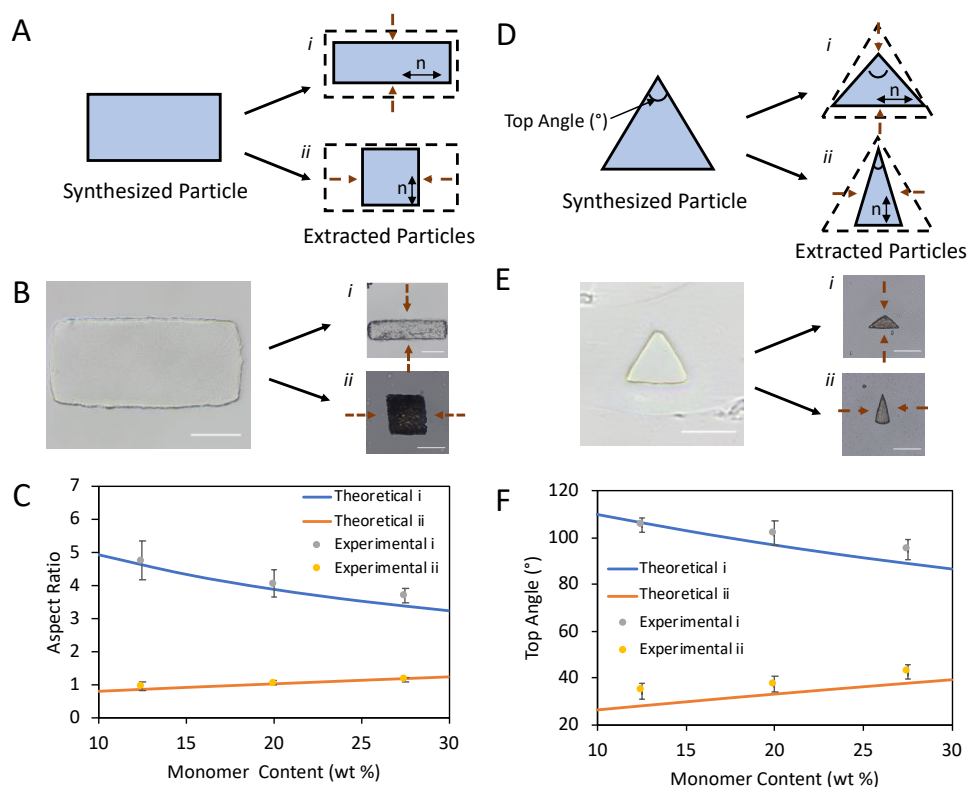 A
i
n
ii
n
Synthesized Particle
Extracted Particles
D
i
n
Top Angle (°)
ii
n
Synthesized Particle
Extracted Particles
B
i
ii
E
i
ii
C
7
6
5
4
3
2
1
0
10
15
20
25
30
Aspect Ratio
Monomer Content (wt %)
Theoretical i
Theoretical ii
Experimental i
Experimental ii
F
120
100
80
60
40
20
10
15
20
25
30
Top Angle (°)
Monomer Content (wt %)
Theoretical i
Theoretical ii
Experimental i
Experimental ii